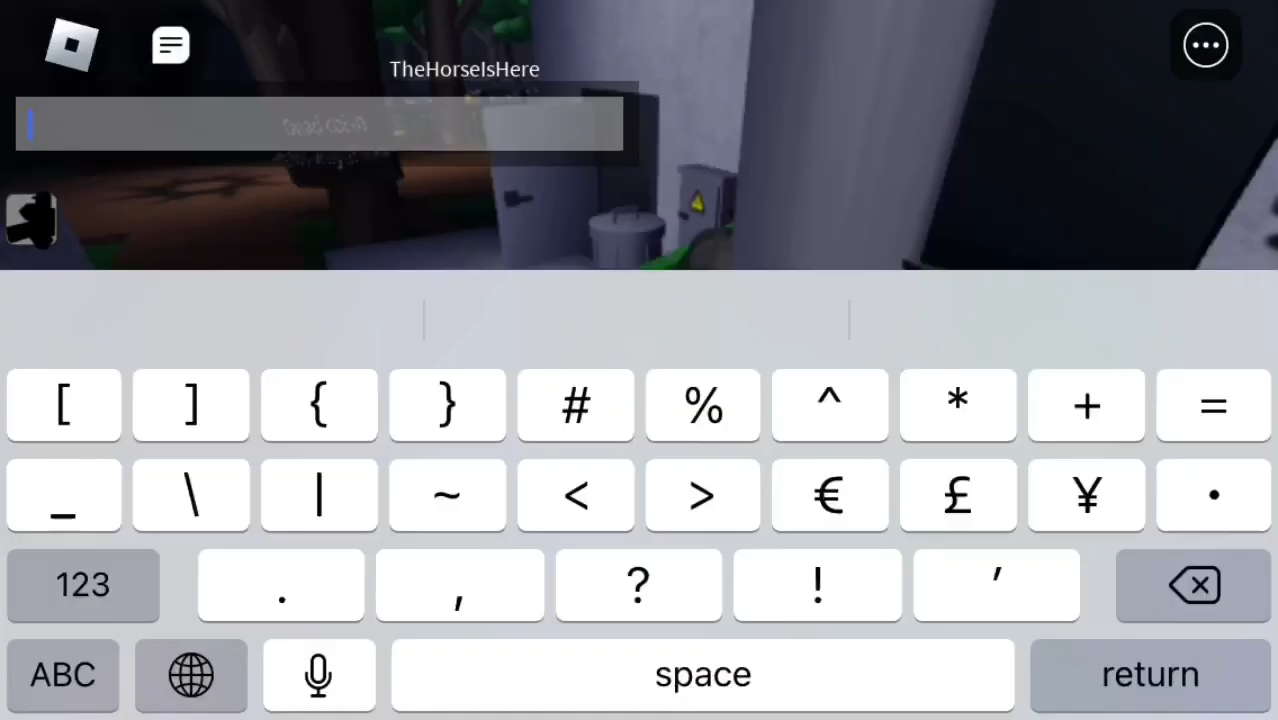 TheHorseIsHere
[ ] { } # % ^ * + =
_ \ | ~ < > € £ ¥ •
123 . , ? ! ’
ABC space return